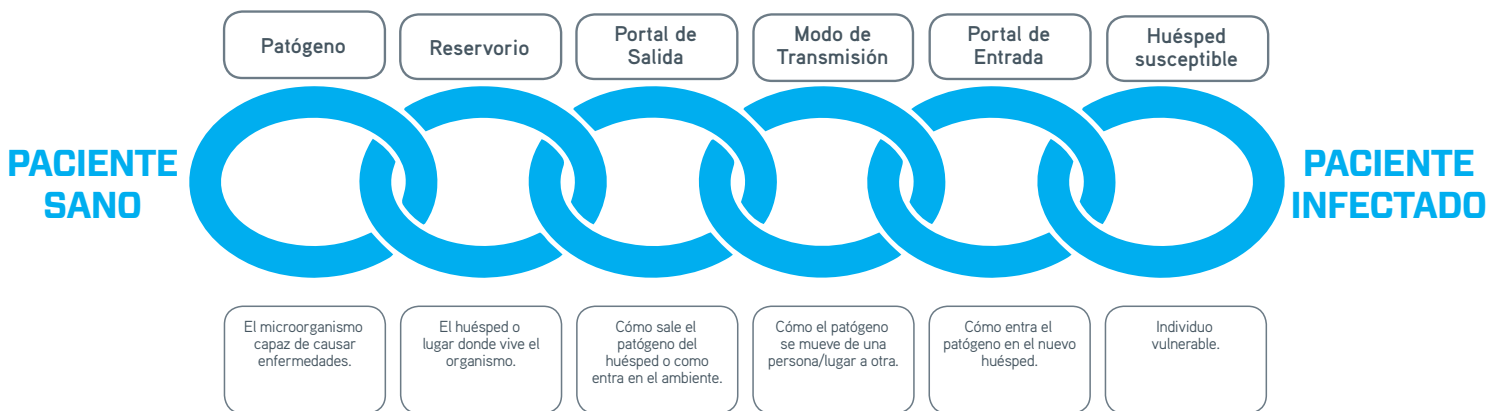 Patógeno
Reservorio
Portal de
Salida
Modo de
Transmisión
Portal de
Entrada
Huésped
susceptible
PACIENTE
SANO
PACIENTE
INFECTADO
El microorganismo
capaz de causar
enfermedades.
El huésped o
lugar donde vive el
organismo.
Cómo sale el
patógeno del
huésped o como
entra en el ambiente.
Cómo el patógeno
se mueve de una
persona/lugar a otra.
Cómo entra el
patógeno en el nuevo
huésped.
Individuo
vulnerable.